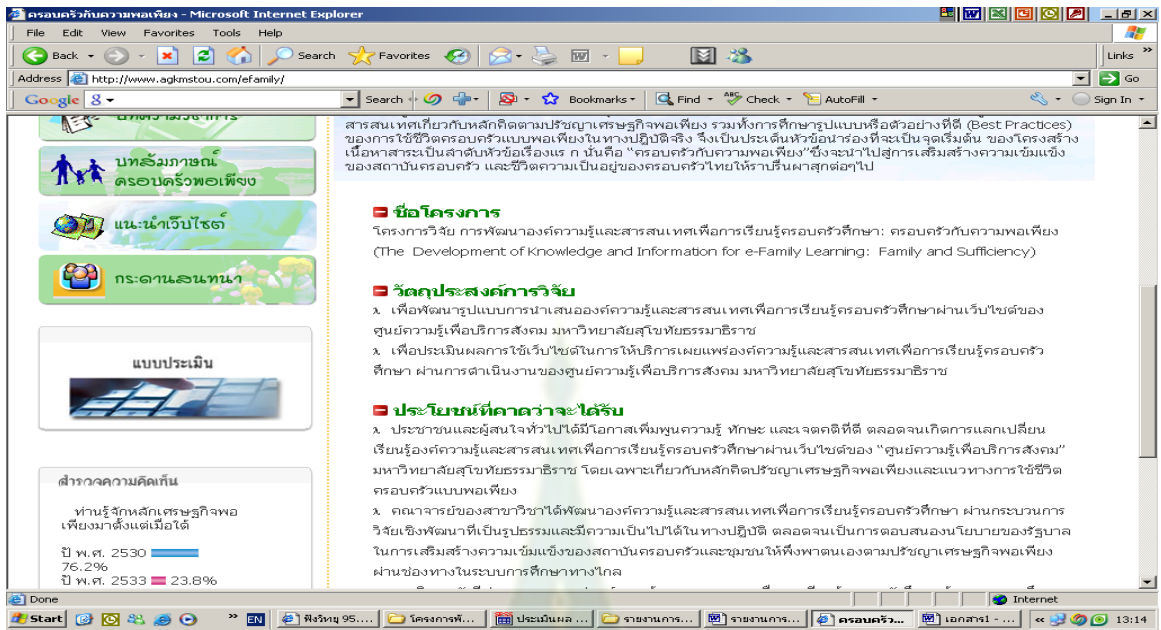 ครอบครัวกับความพอเพียง - Microsoft Internet Explorer
File Edit View Favorites Tools Help
Back Search Favorites
Links
Address http://www.agkmstou.com/efamily/ Go
Google Search Bookmarks Find Check AutoFill Sign In
บทความวิชาการ
บทสัมภาษณ์
ครอบครัวพอเพียง
แนะนำเว็บไซต์
กระดานสนทนา
แบบประเมิน
สำรวจความคิดเห็น
ท่านรู้จักหลักเศรษฐกิจพอ
เพียงมาตั้งแต่เมื่อใด้
ปี พ.ศ. 2530
76.2%
ปี พ.ศ. 2533 23.8%
สารสนเทศเกี่ยวกับหลักคิดตามปรัชญาเศรษฐกิจพอเพียง รวมทั้งการศึกษารูปแบบหรือตัวอย่างที่ดี (Best Practices)
ของการใช้ชีวิตครอบครัวแบบพอเพียงในทางปฏิบัติจริง จึงเป็นประเด็นหัวข้อนำร่องที่จะเป็นจุดเริ่มต้น ของโครงสร้าง
เนื้อหาสาระเป็นลำดับหัวข้อเรื่องแรก นั่นคือ “ครอบครัวกับความพอเพียง”ซึ่งจะนำไปสู่การเสริมสร้างความเข้มแข็ง
ของสถาบันครอบครัว และชีวิตความเป็นอยู่ของครอบครัวไทยให้ราบรื่นผาสุกต่อๆไป
ชื่อโครงการ
โครงการวิจัย การพัฒนาองค์ความรู้และสารสนเทศเพื่อการเรียนรู้ครอบครัวศึกษา: ครอบครัวกับความพอเพียง
(The Development of Knowledge and Information for e-Family Learning: Family and Sufficiency)
วัตถุประสงค์การวิจัย
λ เพื่อพัฒนารูปแบบการนำเสนอองค์ความรู้และสารสนเทศเพื่อการเรียนรู้ครอบครัวศึกษาผ่านเว็บไซต์ของ
ศูนย์ความรู้เพื่อบริการสังคม มหาวิทยาลัยสุโขทัยธรรมาธิราช
λ เพื่อประเมินผลการใช้เว็บไซต์ในการให้บริการเผยแพร่องค์ความรู้และสารสนเทศเพื่อการเรียนรู้ครอบครัว
ศึกษา ผ่านการดำเนินงานของศูนย์ความรู้เพื่อบริการสังคม มหาวิทยาลัยสุโขทัยธรรมาธิราช
ประโยชน์ที่คาดว่าจะได้รับ
λ ประชาชนและผู้สนใจทั่วไปได้มีโอกาสเพิ่มพูนความรู้ ทักษะ และเจตคติที่ดี ตลอดจนเกิดการแลกเปลี่ยน
เรียนรู้องค์ความรู้และสารสนเทศเพื่อการเรียนรู้ครอบครัวศึกษาผ่านเว็บไซต์ของ “ศูนย์ความรู้เพื่อบริการสังคม”
มหาวิทยาลัยสุโขทัยธรรมาธิราช โดยเฉพาะเกี่ยวกับหลักคิดปรัชญาเศรษฐกิจพอเพียงและแนวทางการใช้ชีวิต
ครอบครัวแบบพอเพียง
λ คณาจารย์ของสาขาวิชาได้พัฒนาองค์ความรู้และสารสนเทศเพื่อการเรียนรู้ครอบครัวศึกษา ผ่านกระบวนการ
วิจัยเชิงพัฒนาที่เป็นรูปธรรมและมีความเป็นไปได้ในทางปฏิบัติ ตลอดจนเป็นการตอบสนองนโยบายของรัฐบาล
ในการเสริมสร้างความเข้มแข็งของสถาบันครอบครัวและชุมชนให้พึ่งพาตนเองตามปรัชญาเศรษฐกิจพอเพียง
ผ่านช่องทางในระบบการศึกษาทางไกล
Done Internet
Start EN ฟังวิทยุ 95.... โครงการพั... ประเมินผล ... รายงานการ... รายงานการ... ครอบครัว... เอกสาร1 - ... 13:14